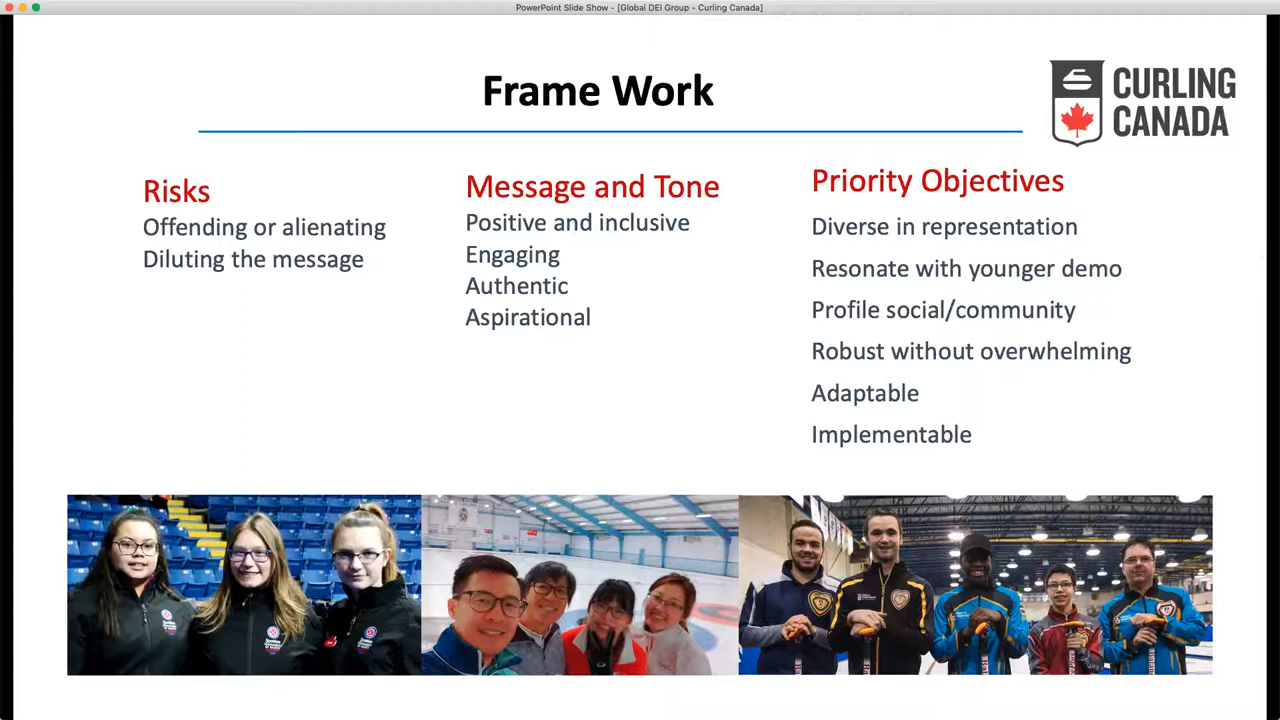 PowerPoint Slide Show - [Global DEI Group - Curling Canada]
Frame Work
CURLING
CANADA
Risks
Offending or alienating
Diluting the message
Message and Tone
Positive and inclusive
Engaging
Authentic
Aspirational
Priority Objectives
Diverse in representation
Resonate with younger demo
Profile social/community
Robust without overwhelming
Adaptable
Implementable